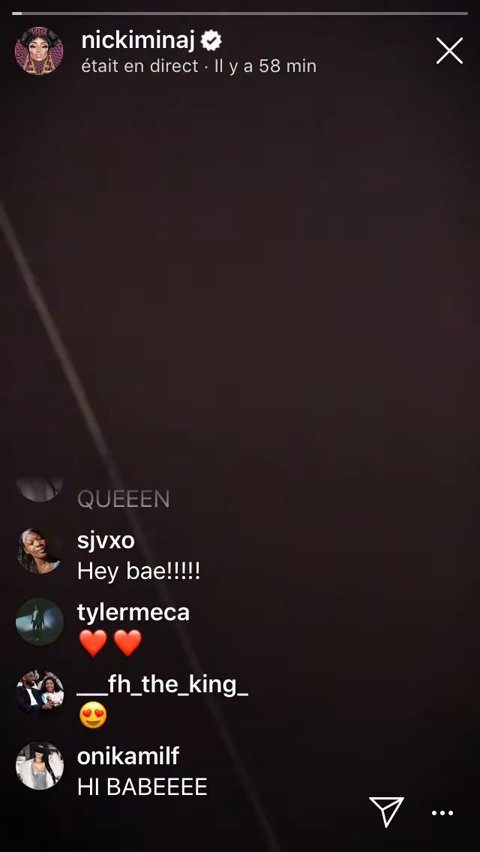 nickiminaj
était en direct · Il y a 58 min
QUEEEN
sjvxo
Hey bae!!!!!
tylermeca
❤️ ❤️
___fh_the_king_
😍
onikamilf
HI BABEEEE